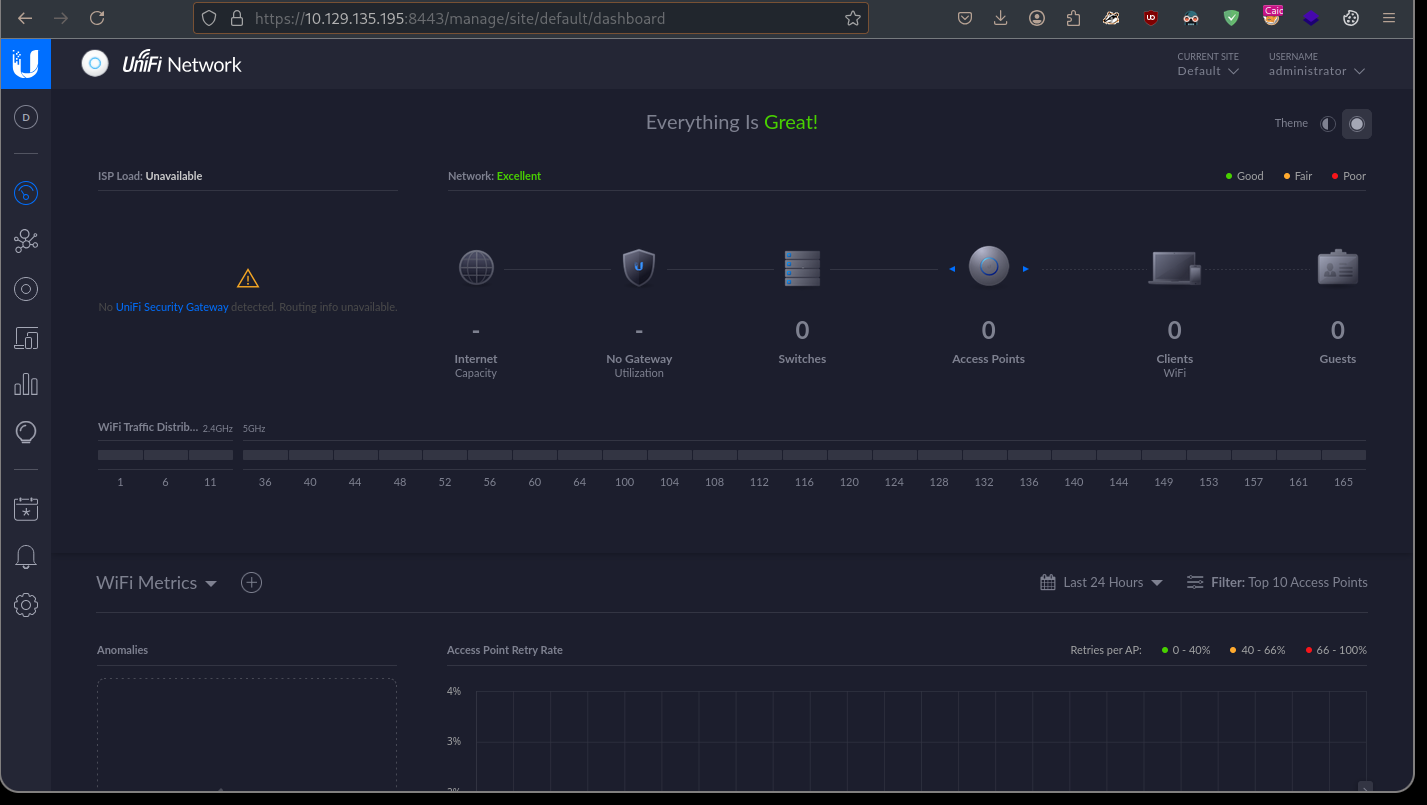 https://10.129.135.195:8443/manage/site/default/dashboard
Caic
UniFi Network
CURRENT SITE
Default
USERNAME
administrator
D
Everything Is Great!
Theme
ISP Load: Unavailable
Network: Excellent
Good Fair Poor
No UniFi Security Gateway detected. Routing info unavailable.
- - 0 0 0 0
Internet No Gateway Switches Access Points Clients Guests
Capacity Utilization WiFi
WiFi Traffic Distrib... 2.4GHz 5GHz
1 6 11 36 40 44 48 52 56 60 64 100 104 108 112 116 120 124 128 132 136 140 144 149 153 157 161 165
WiFi Metrics
Last 24 Hours
Filter: Top 10 Access Points
Anomalies
Access Point Retry Rate
Retries per AP: 0 - 40% 40 - 66% 66 - 100%
4%
3%